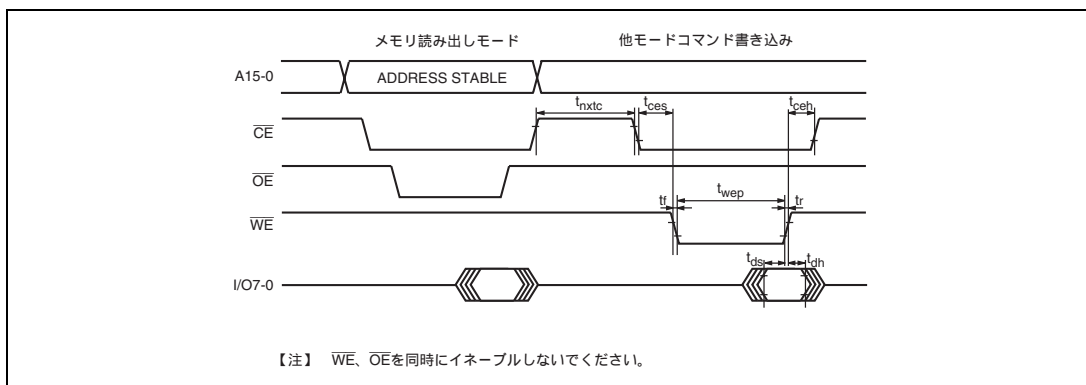 メモリ読み出しモード 他モードコマンド書き込み
A15-0 ADDRESS STABLE
tnxtc tces tceh
CE
OE
twep
tf tr
WE
tds tdh
I/O7-0
【注】 WE、OEを同時にイネーブルしないでください。